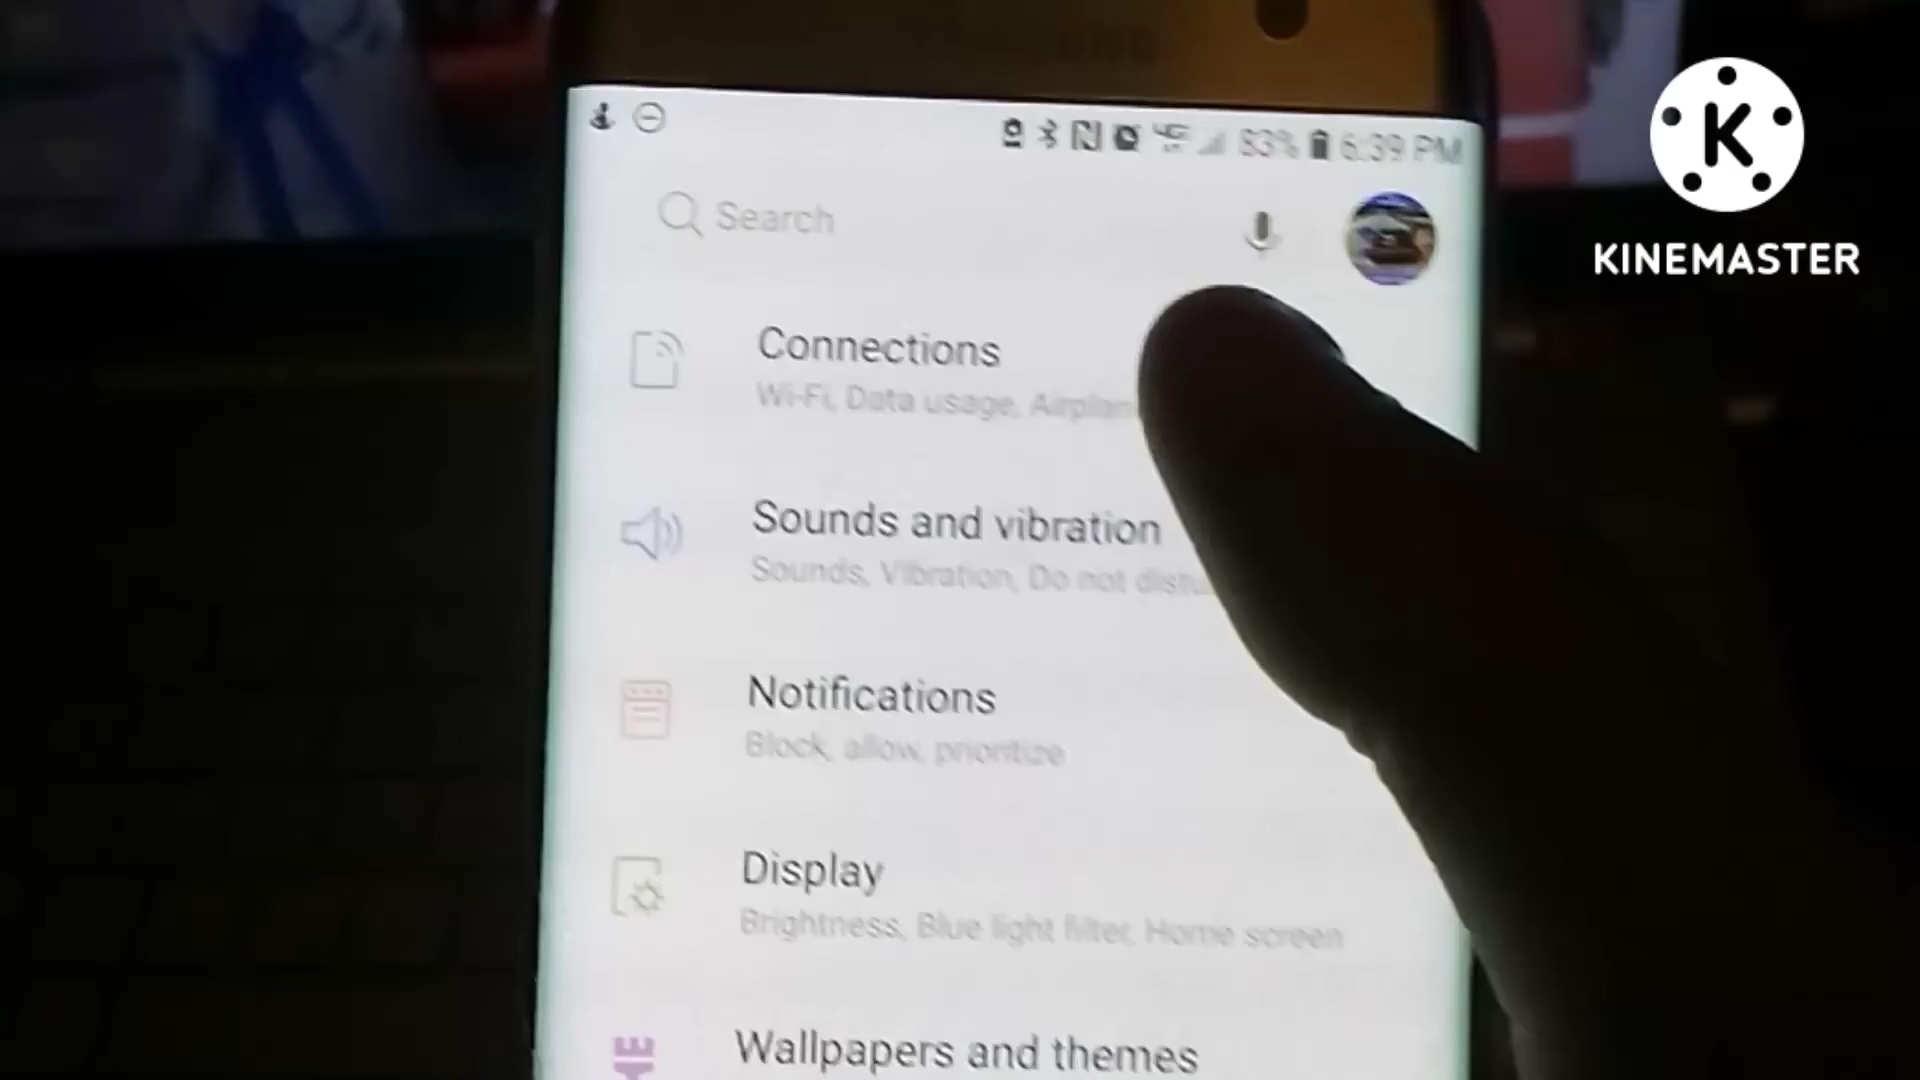 83% 6:39 PM
Search
KINEMASTER
Connections
Wi-Fi, Data usage, Airplan
Sounds and vibration
Sounds, Vibration, Do not distu
Notifications
Block, allow, prioritize
Display
Brightness, Blue light filter, Home screen
Wallpapers and themes